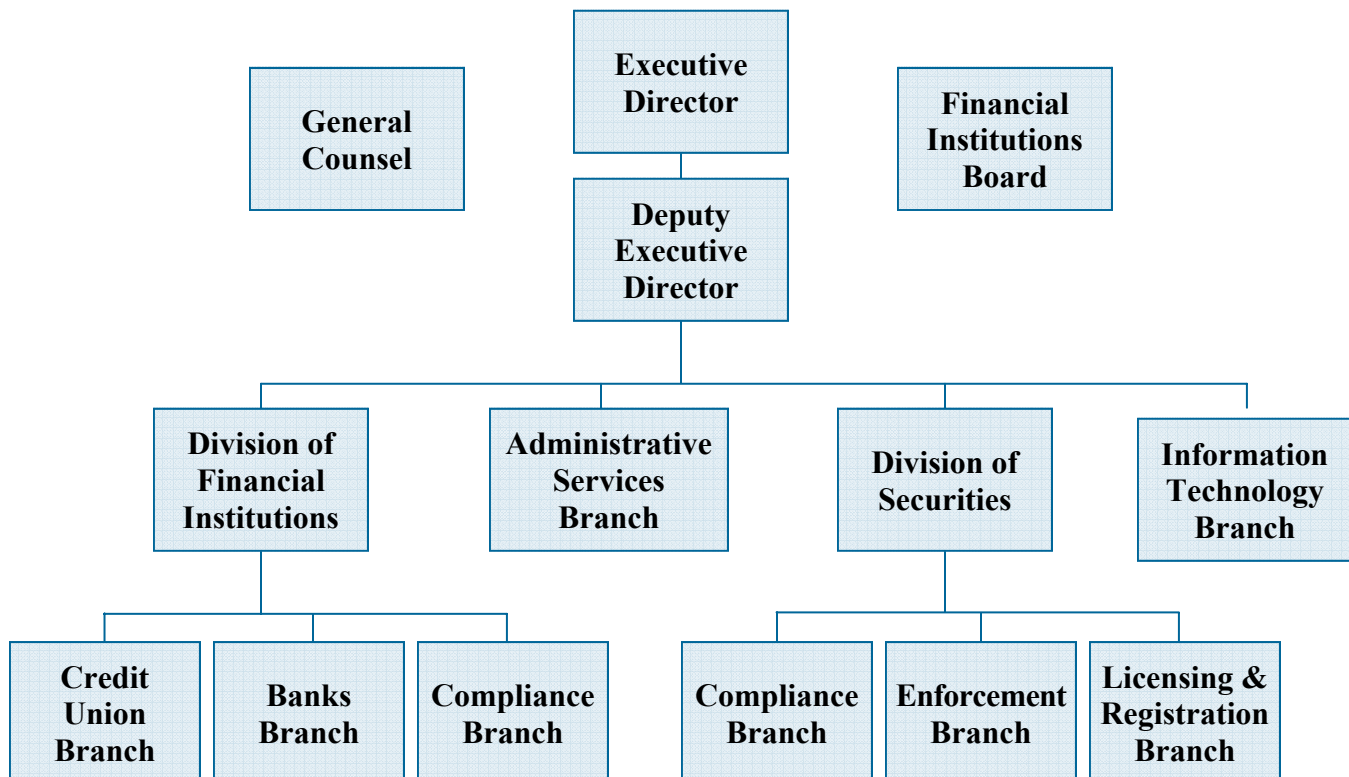 Executive
Director
General
Counsel
Financial
Institutions
Board
Deputy
Executive
Director
Division of
Financial
Institutions
Administrative
Services
Branch
Division of
Securities
Information
Technology
Branch
Credit
Union
Branch
Banks
Branch
Compliance
Branch
Compliance
Branch
Enforcement
Branch
Licensing &
Registration
Branch